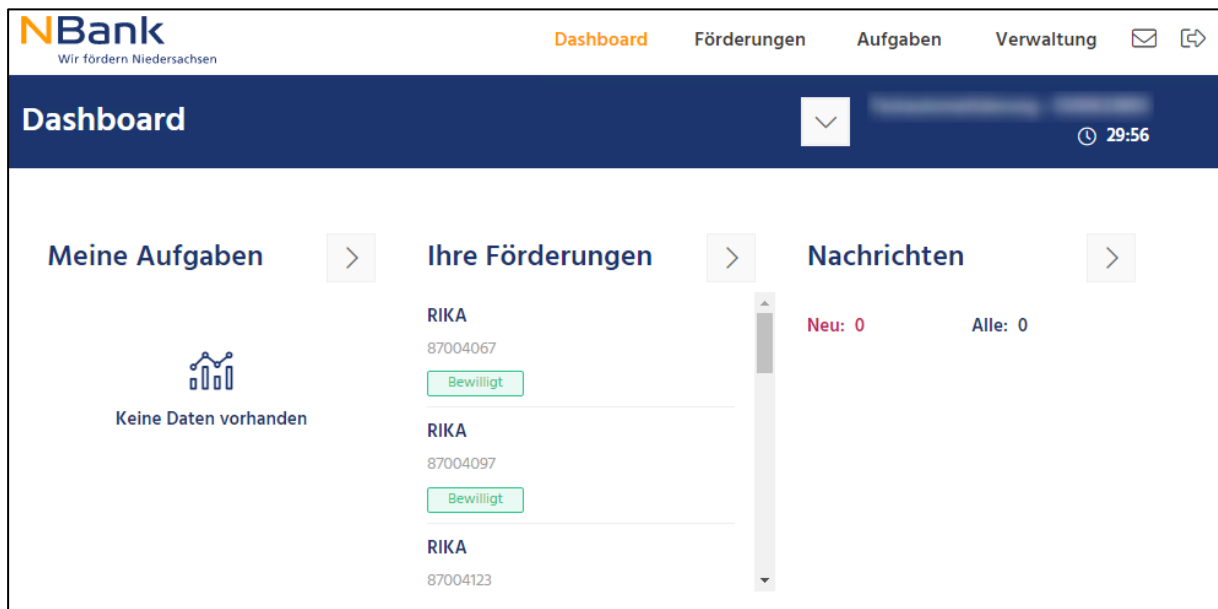 NBank
Wir fördern Niedersachsen
Dashboard Förderungen Aufgaben Verwaltung
Dashboard
29:56
Meine Aufgaben
Keine Daten vorhanden
Ihre Förderungen
RIKA
87004067
Bewilligt
RIKA
87004097
Bewilligt
RIKA
87004123
Nachrichten
Neu: 0 Alle: 0